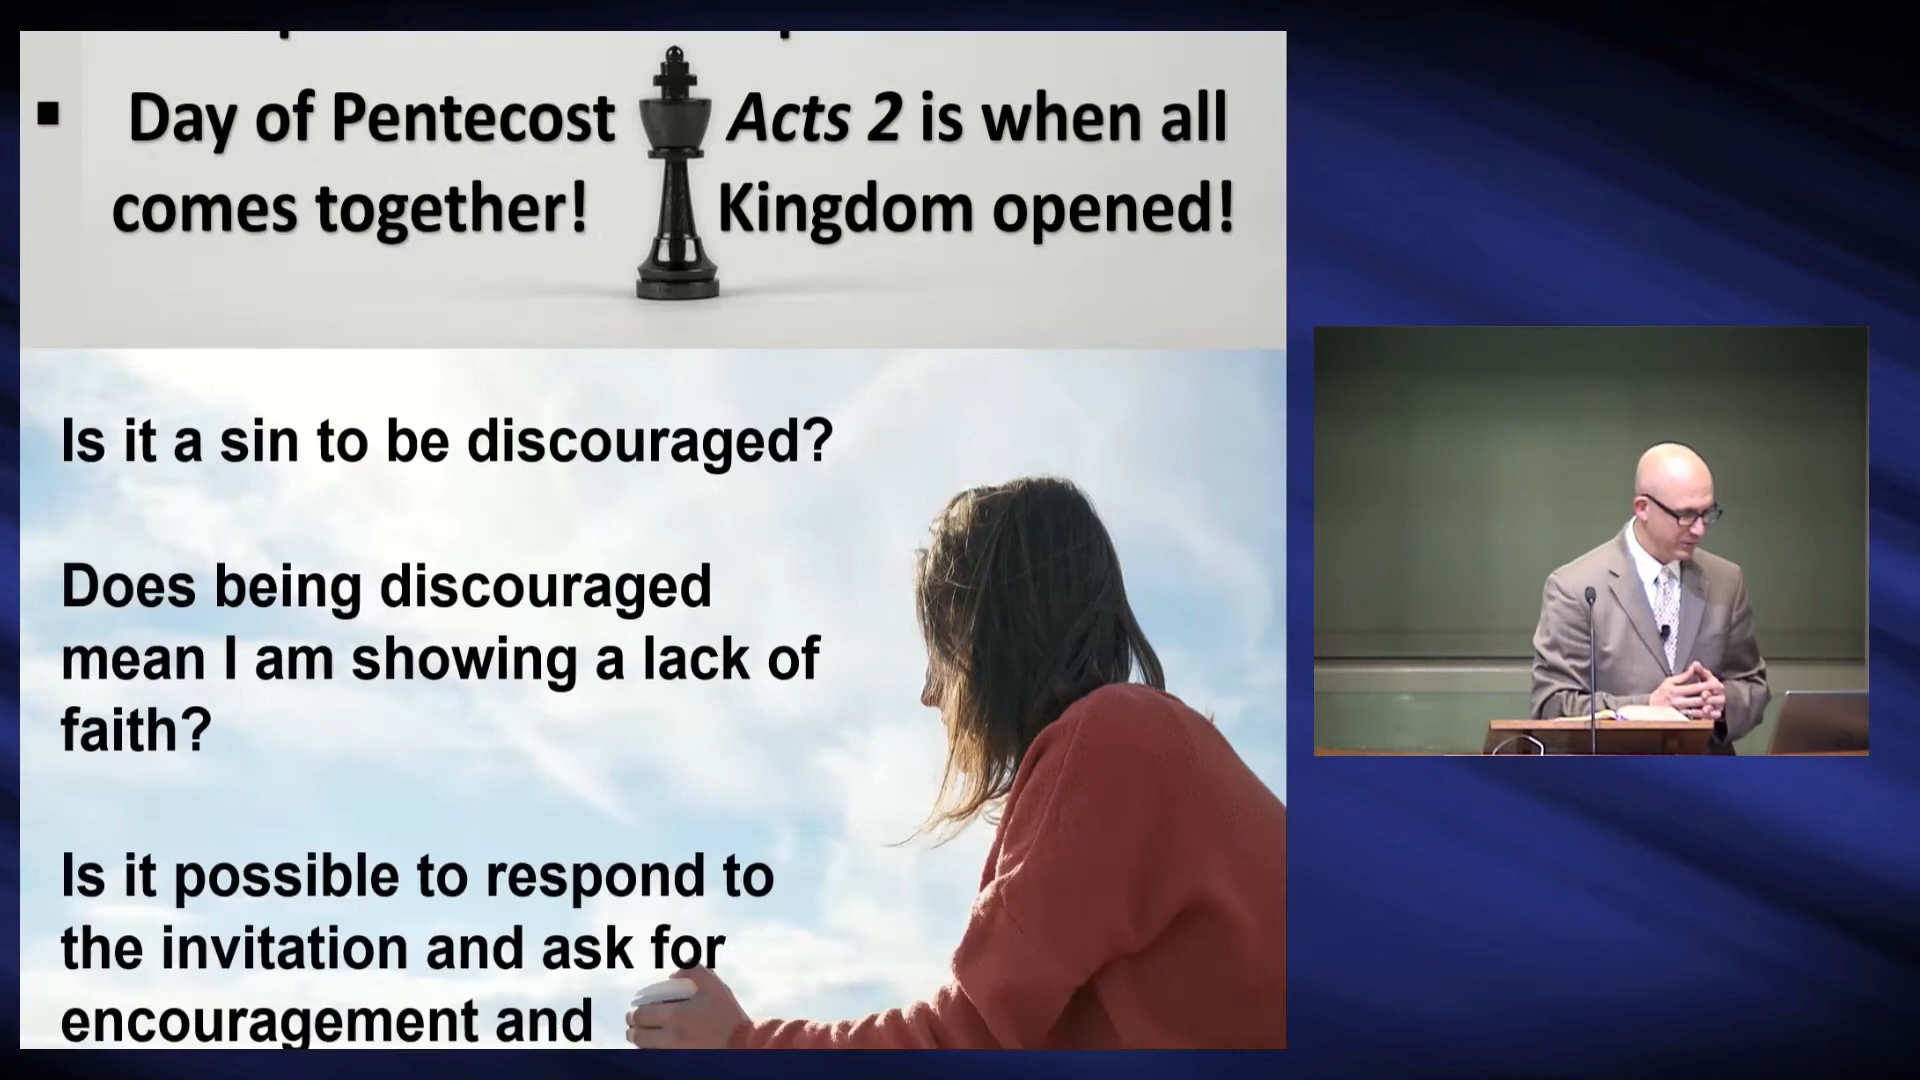 ▪ Day of Pentecost Acts 2 is when all
comes together! Kingdom opened!
Is it a sin to be discouraged?
Does being discouraged
mean I am showing a lack of
faith?
Is it possible to respond to
the invitation and ask for
encouragement and